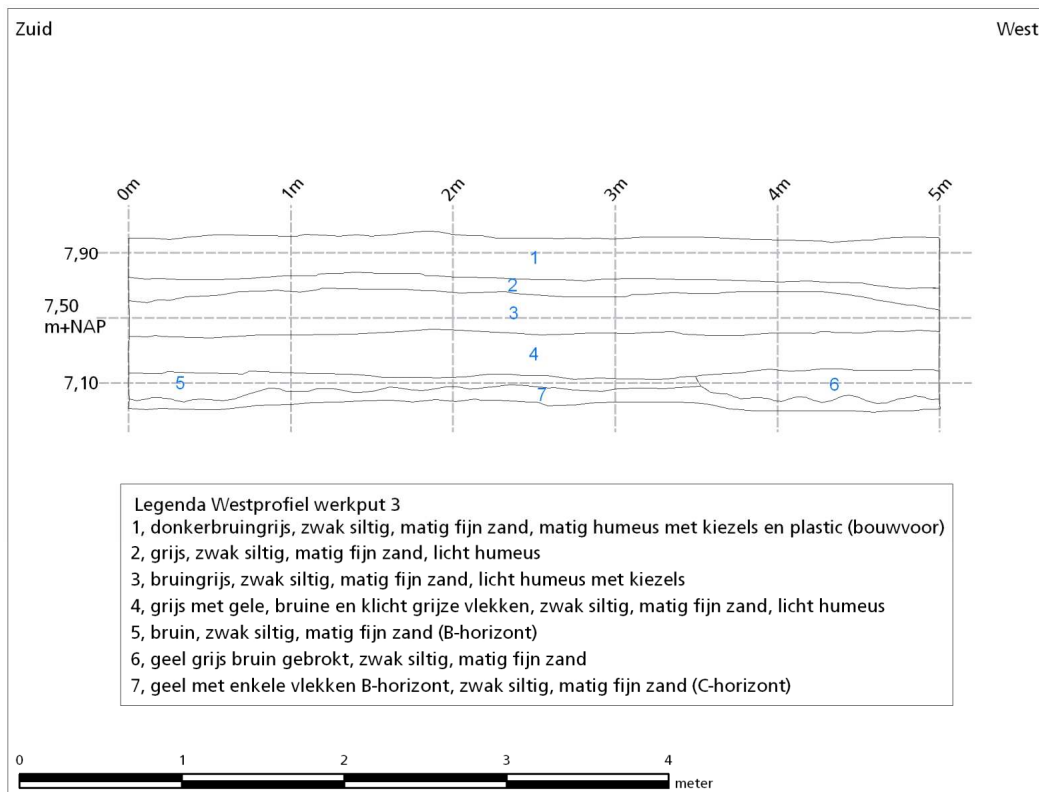 Zuid
West
0m 1m 2m 3m 4m 5m
7,90
1
2
7,50
3
m+NAP
4
7,10
5
6
7
Legenda Westprofiel werkput 3
1, donkerbruingrijs, zwak siltig, matig fijn zand, matig humeus met kiezels en plastic (bouwvoor)
2, grijs, zwak siltig, matig fijn zand, licht humeus
3, bruingrijs, zwak siltig, matig fijn zand, licht humeus met kiezels
4, grijs met gele, bruine en klicht grijze vlekken, zwak siltig, matig fijn zand, licht humeus
5, bruin, zwak siltig, matig fijn zand (B-horizont)
6, geel grijs bruin gebrokt, zwak siltig, matig fijn zand
7, geel met enkele vlekken B-horizont, zwak siltig, matig fijn zand (C-horizont)
0 1 2 3 4
meter